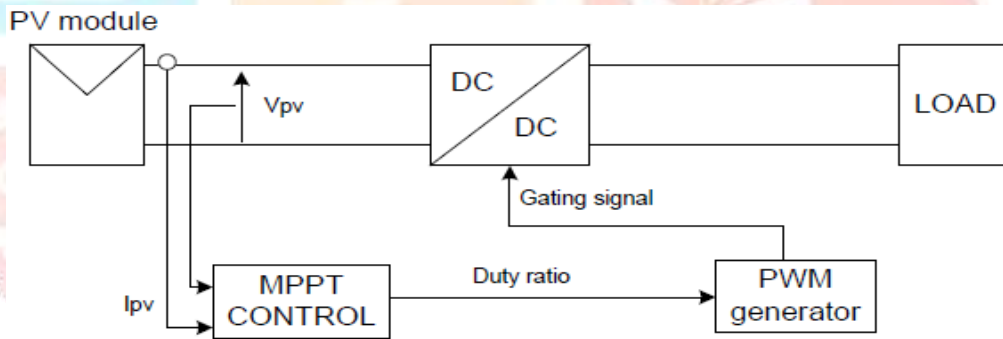 PV module
Vpv
DC
DC
LOAD
Gating signal
Ipv
MPPT
CONTROL
Duty ratio
PWM
generator